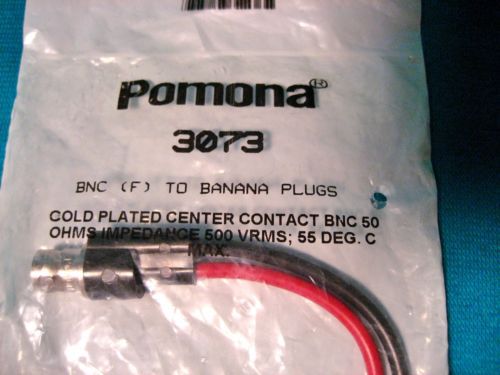 Pomona®
3073
BNC (F) TO BANANA PLUGS
COLD PLATED CENTER CONTACT BNC 50
OHMS IMPEDANCE 500 VRMS; 55 DEG. C
MAX.